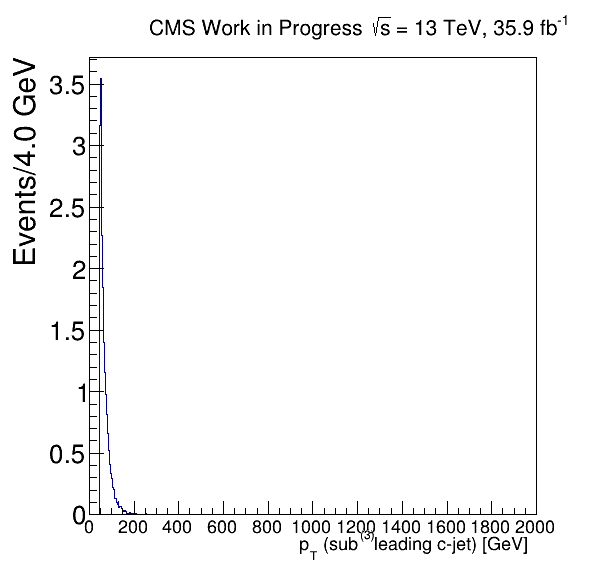 CMS Work in Progress √s = 13 TeV, 35.9 fb⁻¹
Events/4.0 GeV
3.5
3
2.5
2
1.5
1
0.5
0
0 200 400 600 800 1000 1200 1400 1600 1800 2000
p_T (sub⁽³⁾leading c-jet) [GeV]